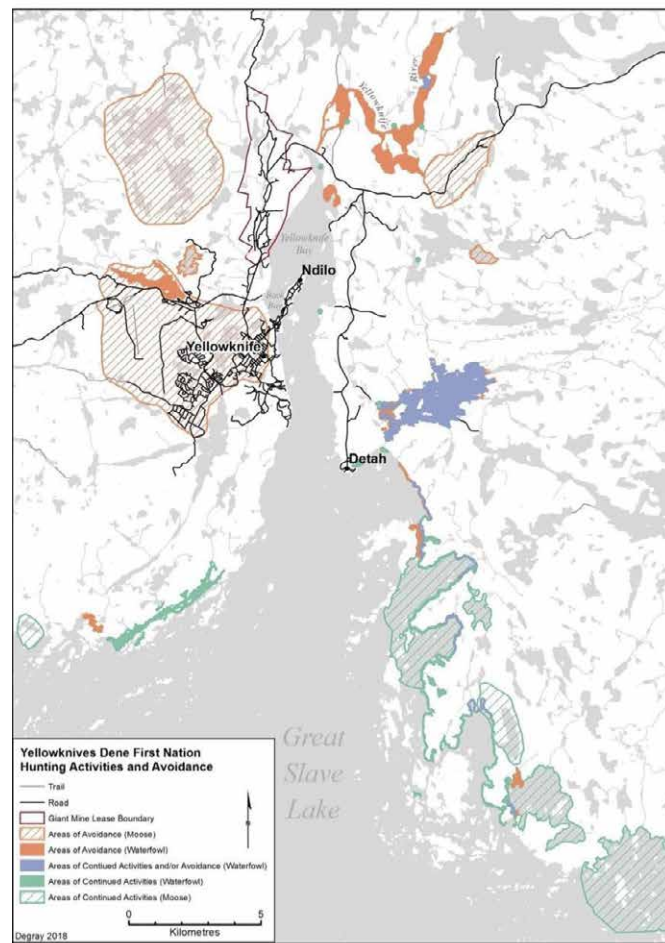 Yellowknife
River
Yellowknife
Bay
Ndilo
Back
Bay
Yellowknife
Detah
Great
Slave
Lake
Yellowknives Dene First Nation
Hunting Activities and Avoidance
Trail
Road
Giant Mine Lease Boundary
Areas of Avoidance (Moose)
Areas of Avoidance (Waterfowl)
Areas of Contiued Activities and/or Avoidance (Waterfowl)
Areas of Continued Activities (Waterfowl)
Areas of Continued Activities (Moose)
0 5
Kilometres
Degray 2018